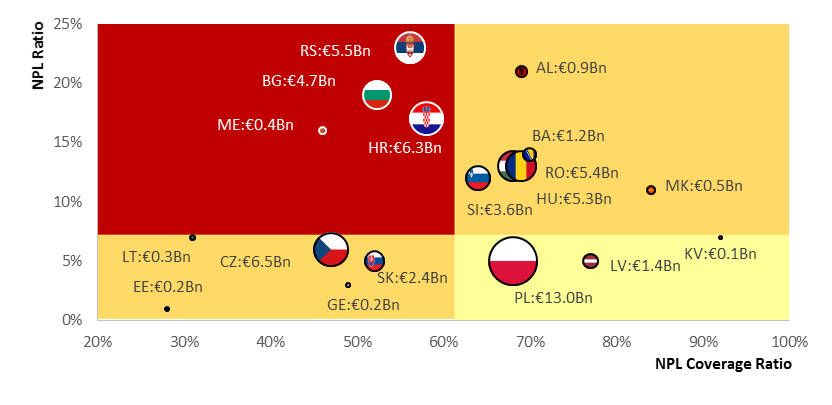 NPL Ratio
25%
20%
15%
10%
5%
0%
RS:€5.5Bn
BG:€4.7Bn
ME:€0.4Bn
HR:€6.3Bn
AL:€0.9Bn
BA:€1.2Bn
RO:€5.4Bn
HU:€5.3Bn
MK:€0.5Bn
SI:€3.6Bn
LT:€0.3Bn
CZ:€6.5Bn
SK:€2.4Bn
EE:€0.2Bn
GE:€0.2Bn
KV:€0.1Bn
LV:€1.4Bn
PL:€13.0Bn
20% 30% 40% 50% 60% 70% 80% 90% 100%
NPL Coverage Ratio